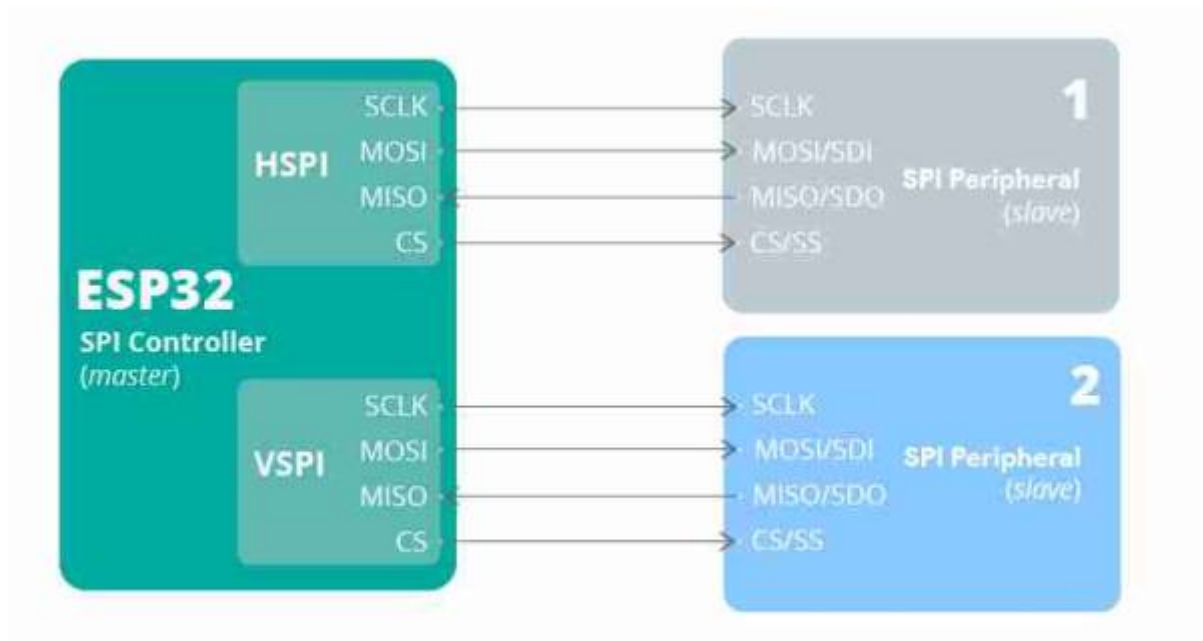 ESP32
SPI Controller
(master)
HSPI
SCLK
MOSI
MISO
CS
VSPI
SCLK
MOSI
MISO
CS
1
SCLK
MOSI/SDI
MISO/SDO
CS/SS
SPI Peripheral
(slave)
2
SCLK
MOSI/SDI
MISO/SDO
CS/SS
SPI Peripheral
(slave)